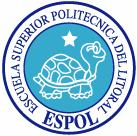 ESCUELA SUPERIOR POLITECNICA DEL LITORAL
ESPOL